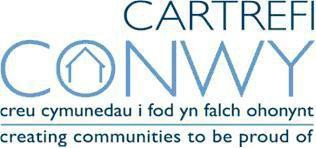 CARTREFI
CONWY
creu cymunedau i fod yn falch ohonynt
creating communities to be proud of